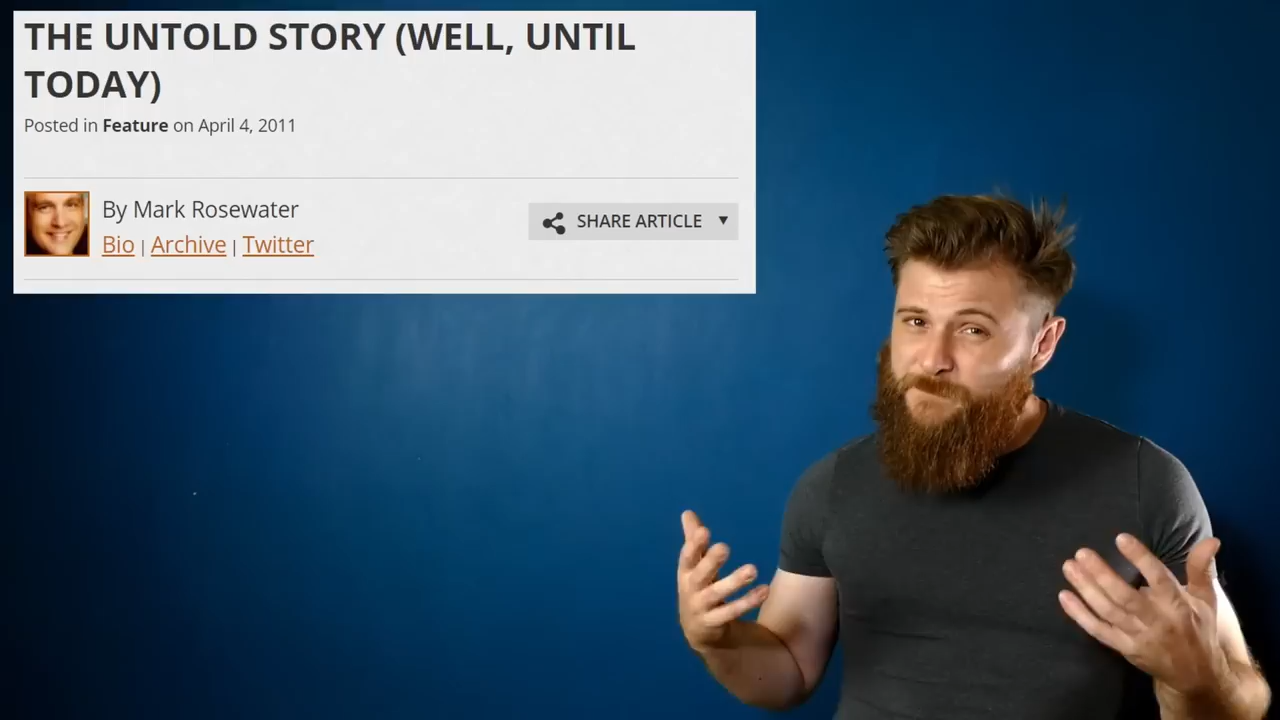 THE UNTOLD STORY (WELL, UNTIL
TODAY)
Posted in Feature on April 4, 2011
By Mark Rosewater
Bio | Archive | Twitter
SHARE ARTICLE